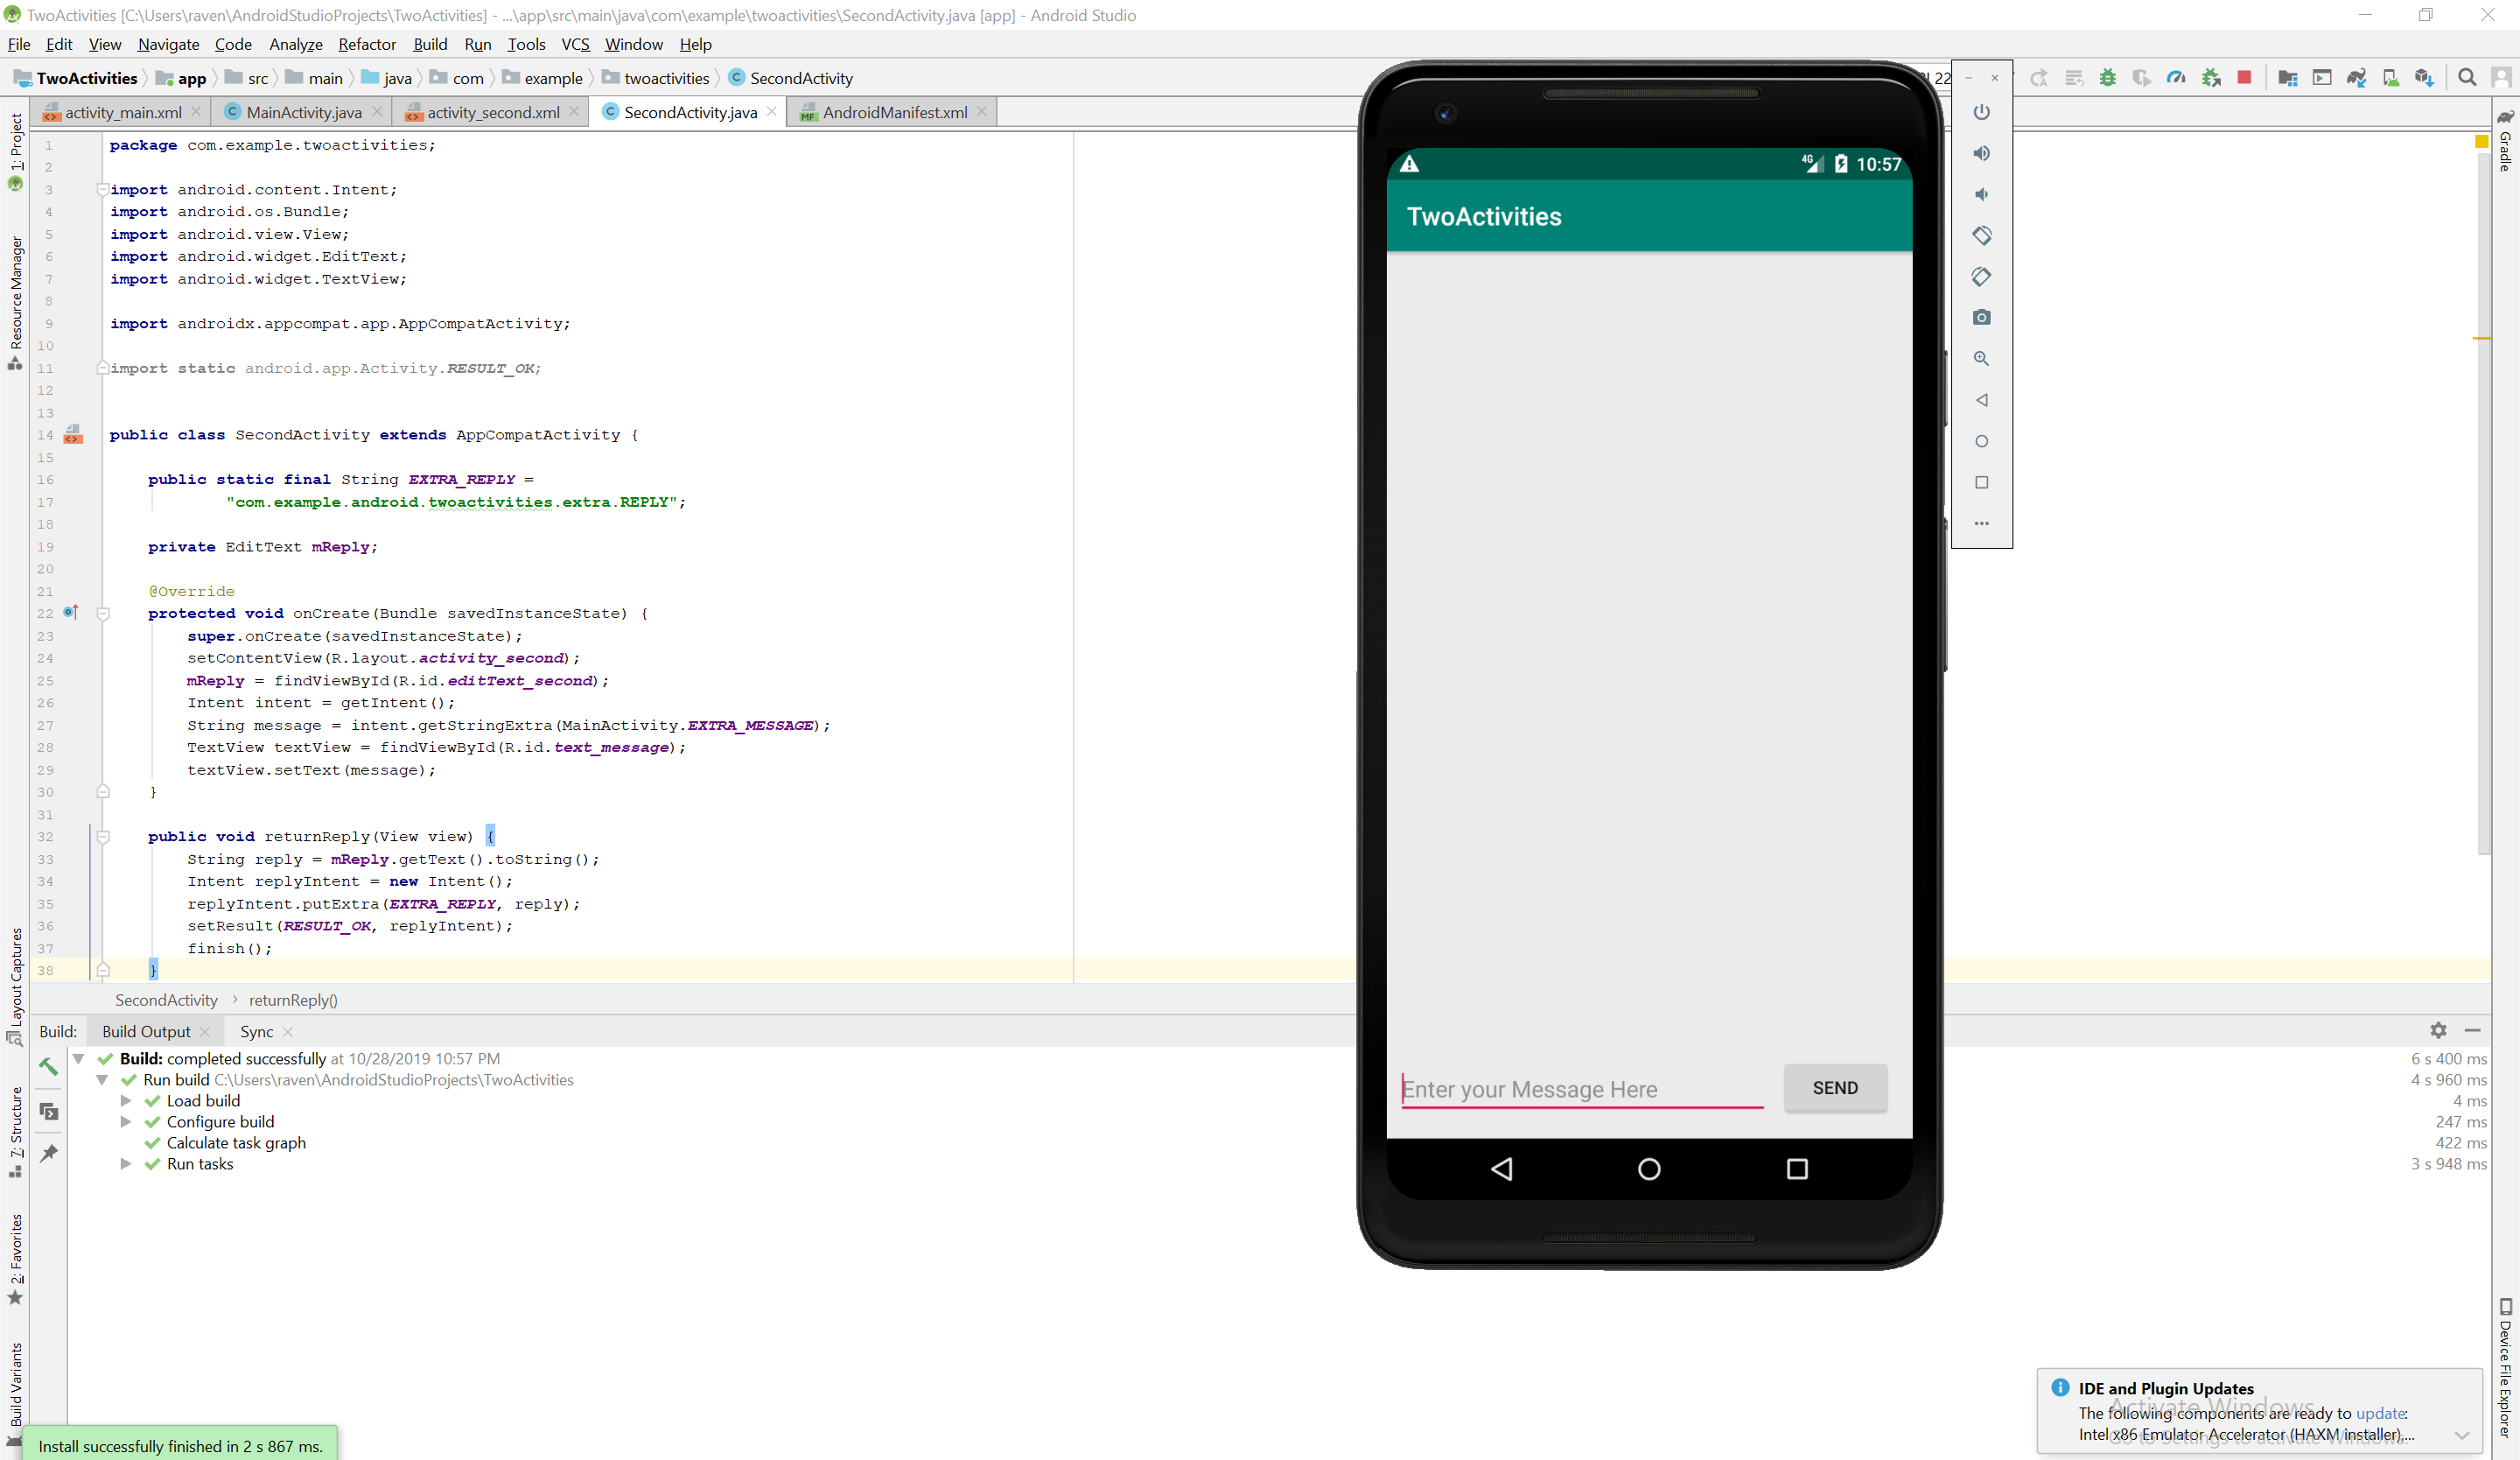 TwoActivities [C:\Users\raven\AndroidStudioProjects\TwoActivities] - ...\app\src\main\java\com\example\twoactivities\SecondActivity.java [app] - Android Studio
File Edit View Navigate Code Analyze Refactor Build Run Tools VCS Window Help
TwoActivities app src main java com example twoactivities SecondActivity
22
activity_main.xml MainActivity.java activity_second.xml SecondActivity.java AndroidManifest.xml
1: Project
Resource Manager
Layout Captures
7: Structure
2: Favorites
Build Variants
1 package com.example.twoactivities;
2
3 import android.content.Intent;
4 import android.os.Bundle;
5 import android.view.View;
6 import android.widget.EditText;
7 import android.widget.TextView;
8
9 import androidx.appcompat.app.AppCompatActivity;
10
11 import static android.app.Activity.RESULT_OK;
12
13
14 public class SecondActivity extends AppCompatActivity {
15
16 public static final String EXTRA_REPLY =
17 "com.example.android.twoactivities.extra.REPLY";
18
19 private EditText mReply;
20
21 @Override
22 protected void onCreate(Bundle savedInstanceState) {
23 super.onCreate(savedInstanceState);
24 setContentView(R.layout.activity_second);
25 mReply = findViewById(R.id.editText_second);
26 Intent intent = getIntent();
27 String message = intent.getStringExtra(MainActivity.EXTRA_MESSAGE);
28 TextView textView = findViewById(R.id.text_message);
29 textView.setText(message);
30 }
31
32 public void returnReply(View view) {
33 String reply = mReply.getText().toString();
34 Intent replyIntent = new Intent();
35 replyIntent.putExtra(EXTRA_REPLY, reply);
36 setResult(RESULT_OK, replyIntent);
37 finish();
38 }
SecondActivity › returnReply()
4G 10:57
TwoActivities
Enter your Message Here SEND
Gradle
Device File Explorer
Build: Build Output Sync
Build: completed successfully at 10/28/2019 10:57 PM 6 s 400 ms
Run build C:\Users\raven\AndroidStudioProjects\TwoActivities 4 s 960 ms
Load build 4 ms
Configure build 247 ms
Calculate task graph 422 ms
Run tasks 3 s 948 ms
Install successfully finished in 2 s 867 ms.
IDE and Plugin Updates
The following components are ready to update:
Intel x86 Emulator Accelerator (HAXM installer),...
Activate Windows
Go to Settings to activate Windows.